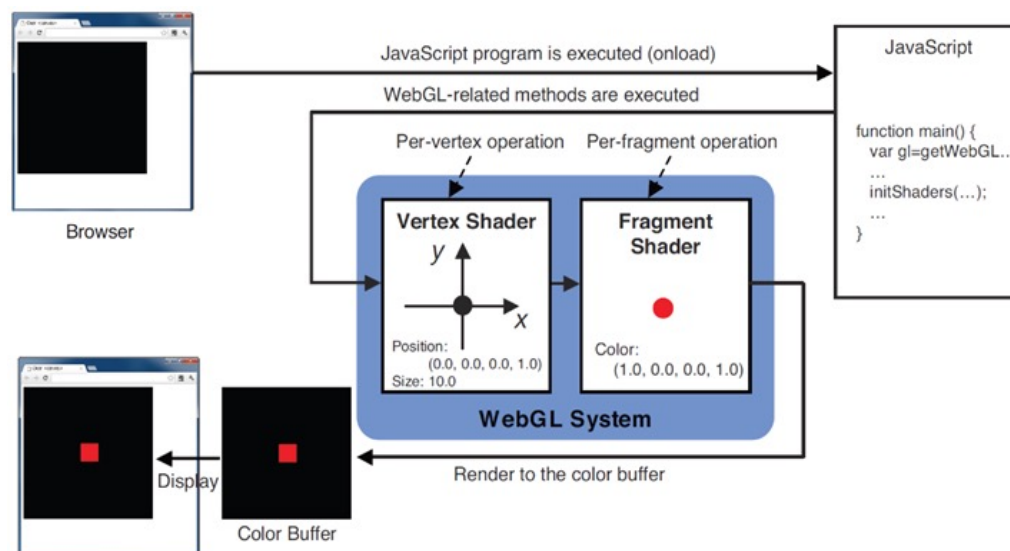 JavaScript program is executed (onload)
WebGL-related methods are executed
JavaScript
function main() {
var gl=getWebGL...
...
initShaders(...);
...
}
Browser
Per-vertex operation
Per-fragment operation
Vertex Shader
y
x
Position:
(0.0, 0.0, 0.0, 1.0)
Size: 10.0
Fragment
Shader
Color:
(1.0, 0.0, 0.0, 1.0)
WebGL System
Render to the color buffer
Display
Color Buffer